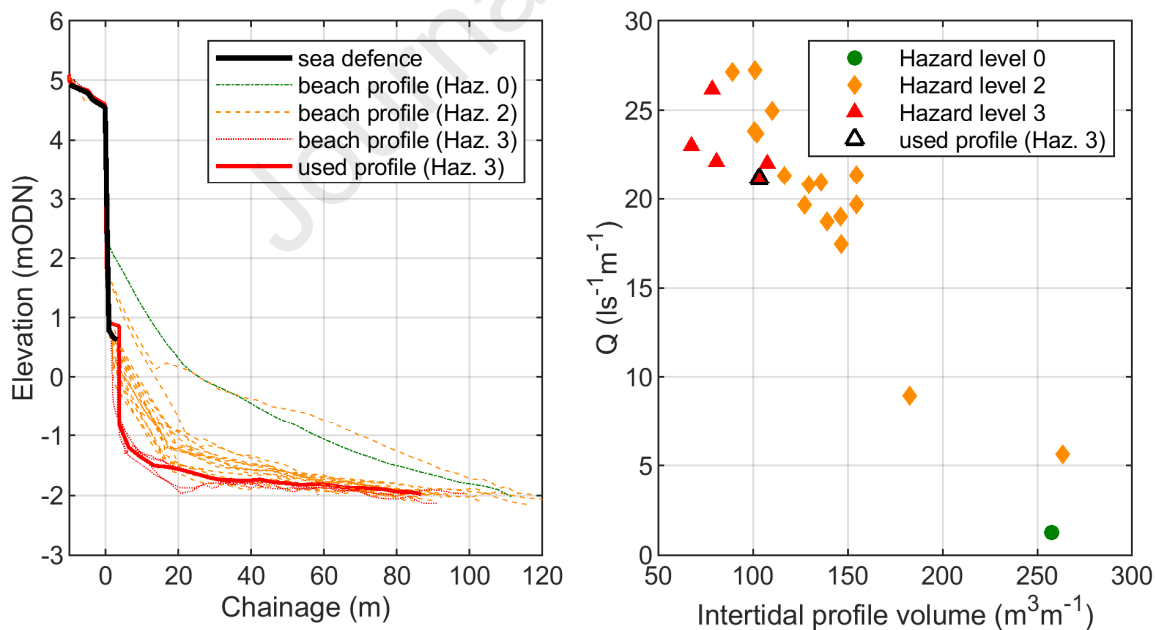 Journa
5
4
3
2
1
0
-1
-2
-3
0
20
40
60
80
100
120
Elevation (mODN)
Chainage (m)
sea defence
beach profile (Haz. 0)
beach profile (Haz. 2)
beach profile (Haz. 3)
used profile (Haz. 3)
6
30
25
20
15
10
5
0
50
100
150
200
250
300
Q (ls⁻¹m⁻¹)
Intertidal profile volume (m³m⁻¹)
Hazard level 0
Hazard level 2
Hazard level 3
used profile (Haz. 3)